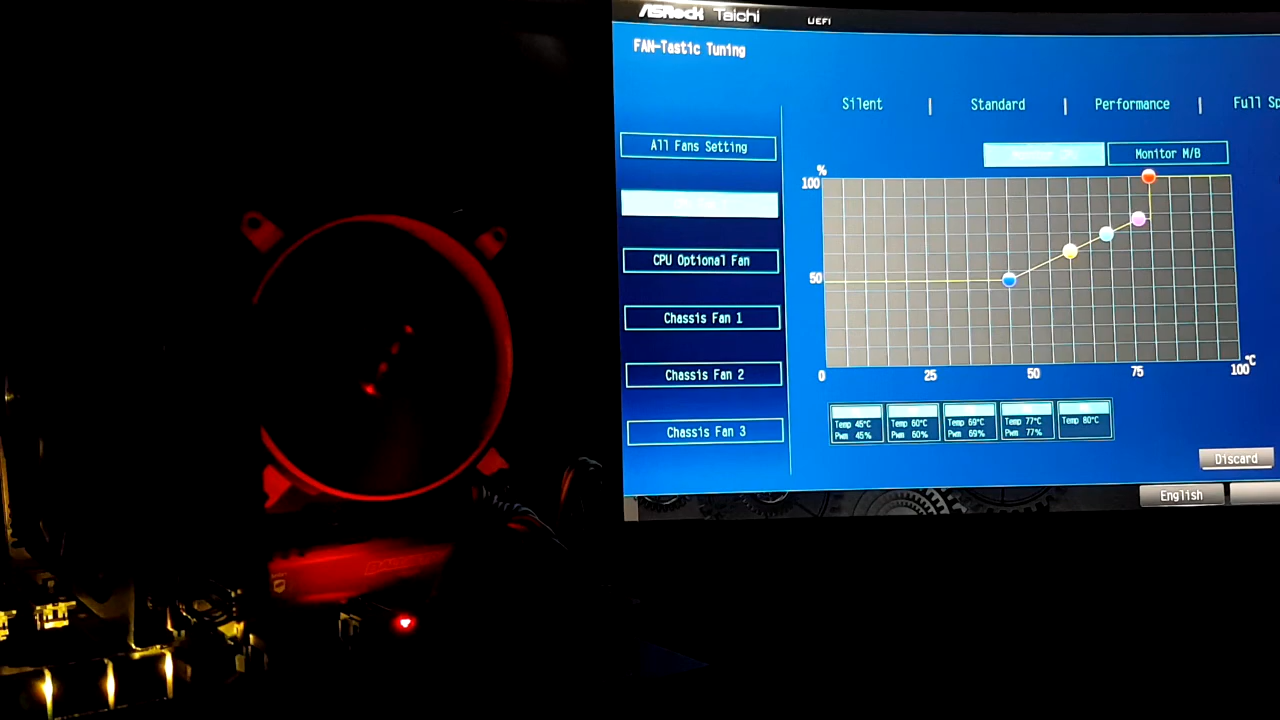 ASRock Taichi UEFI
FAN-Tastic Tuning
Silent | Standard | Performance | Full Sp
All Fans Setting
Monitor M/B
%
100
CPU Optional Fan
50
Chassis Fan 1
Chassis Fan 2
0 25 50 75 100 °C
Temp 45°C Temp 60°C Temp 69°C Temp 77°C Temp 80°C
Pwm 45% Pwm 60% Pwm 69% Pwm 77%
Chassis Fan 3
Discard
English